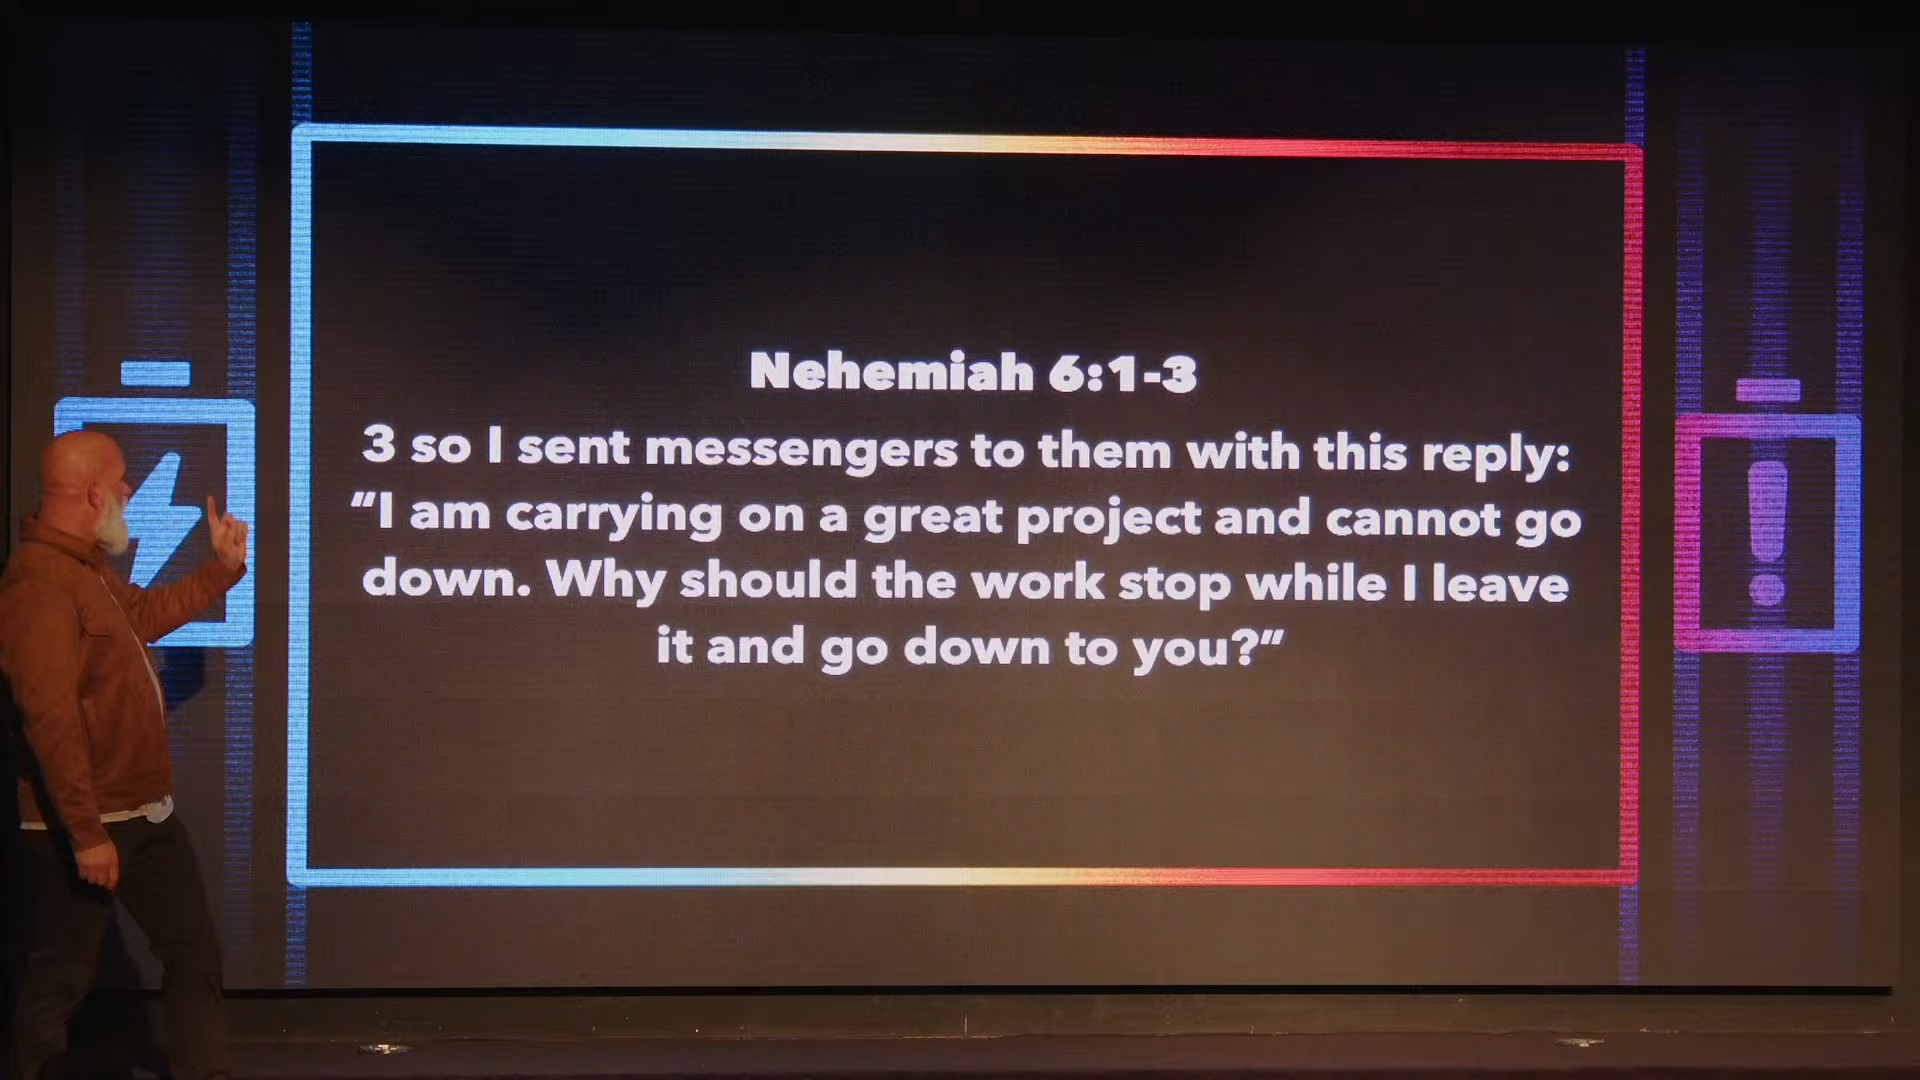 Nehemiah 6:1-3
3 so I sent messengers to them with this reply:
“I am carrying on a great project and cannot go
down. Why should the work stop while I leave
it and go down to you?”